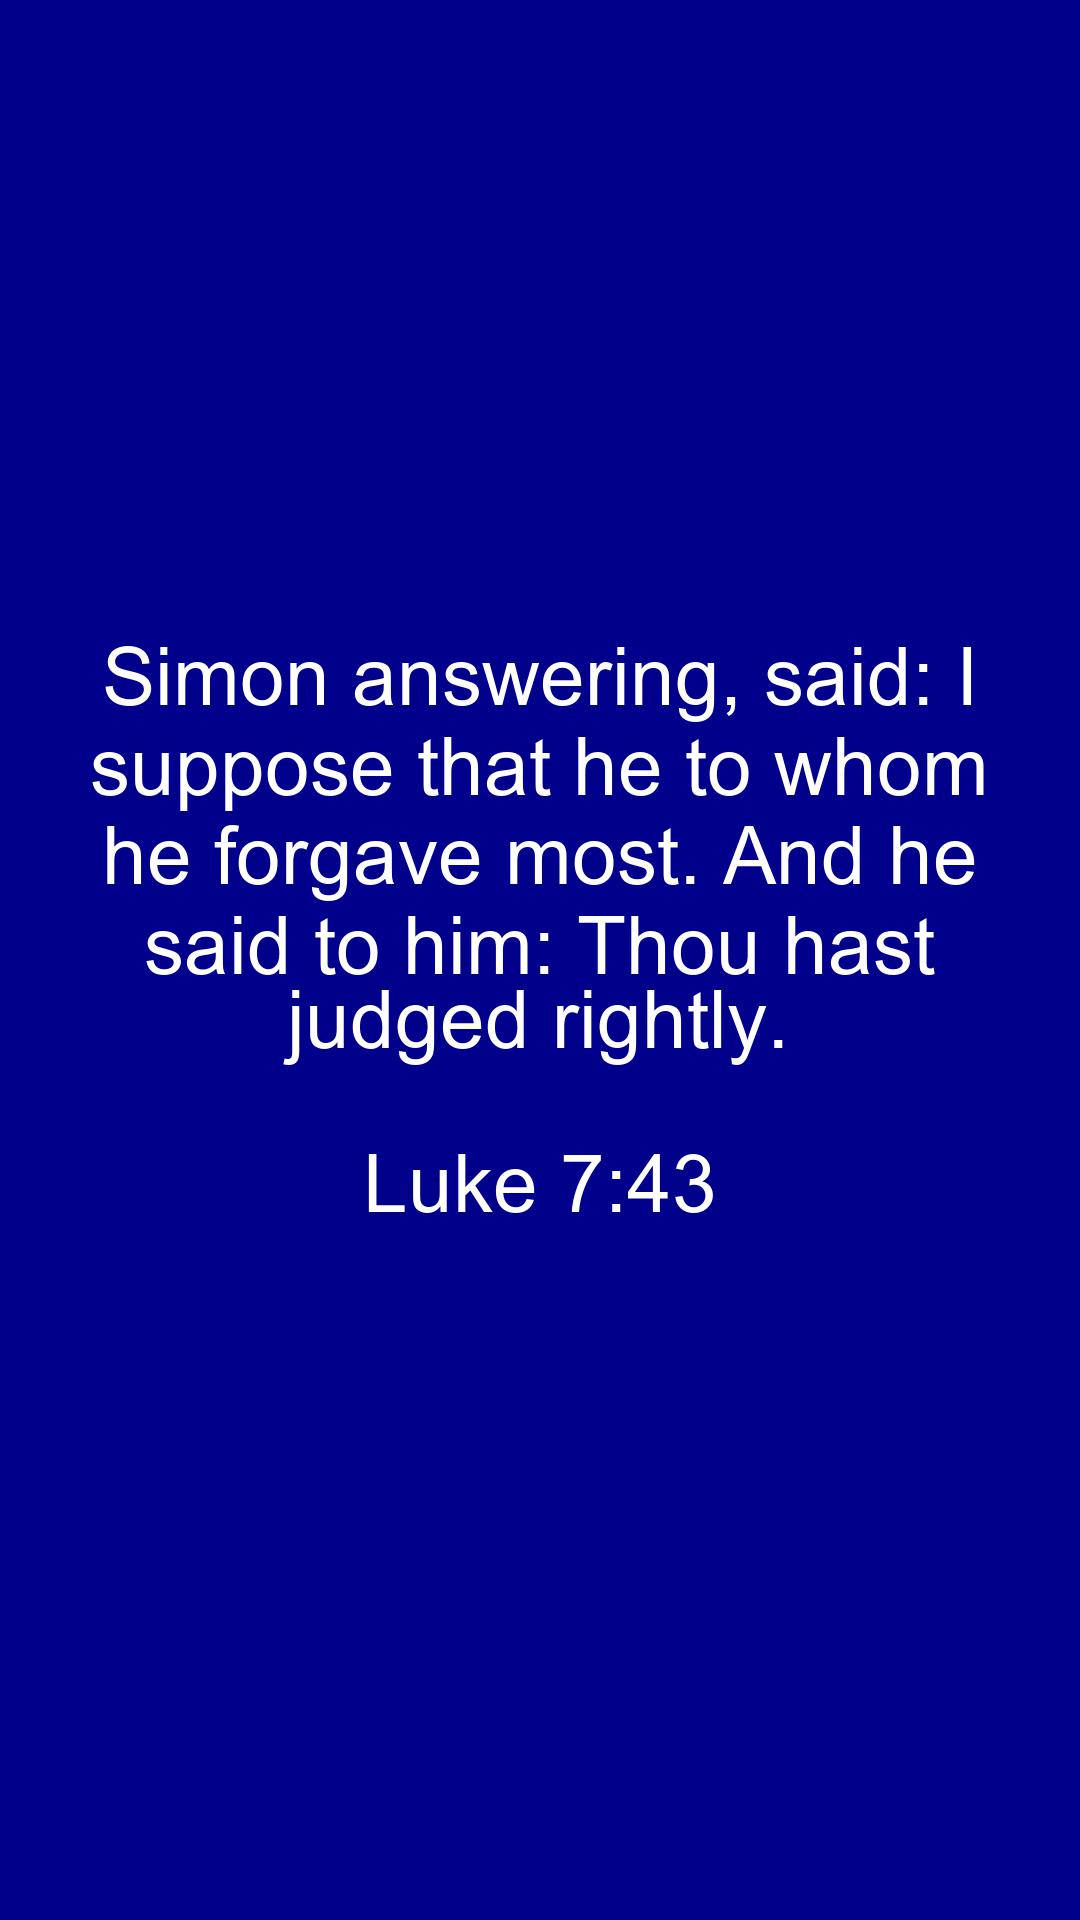 Simon answering, said: I
suppose that he to whom
he forgave most. And he
said to him: Thou hast
judged rightly.
Luke 7:43